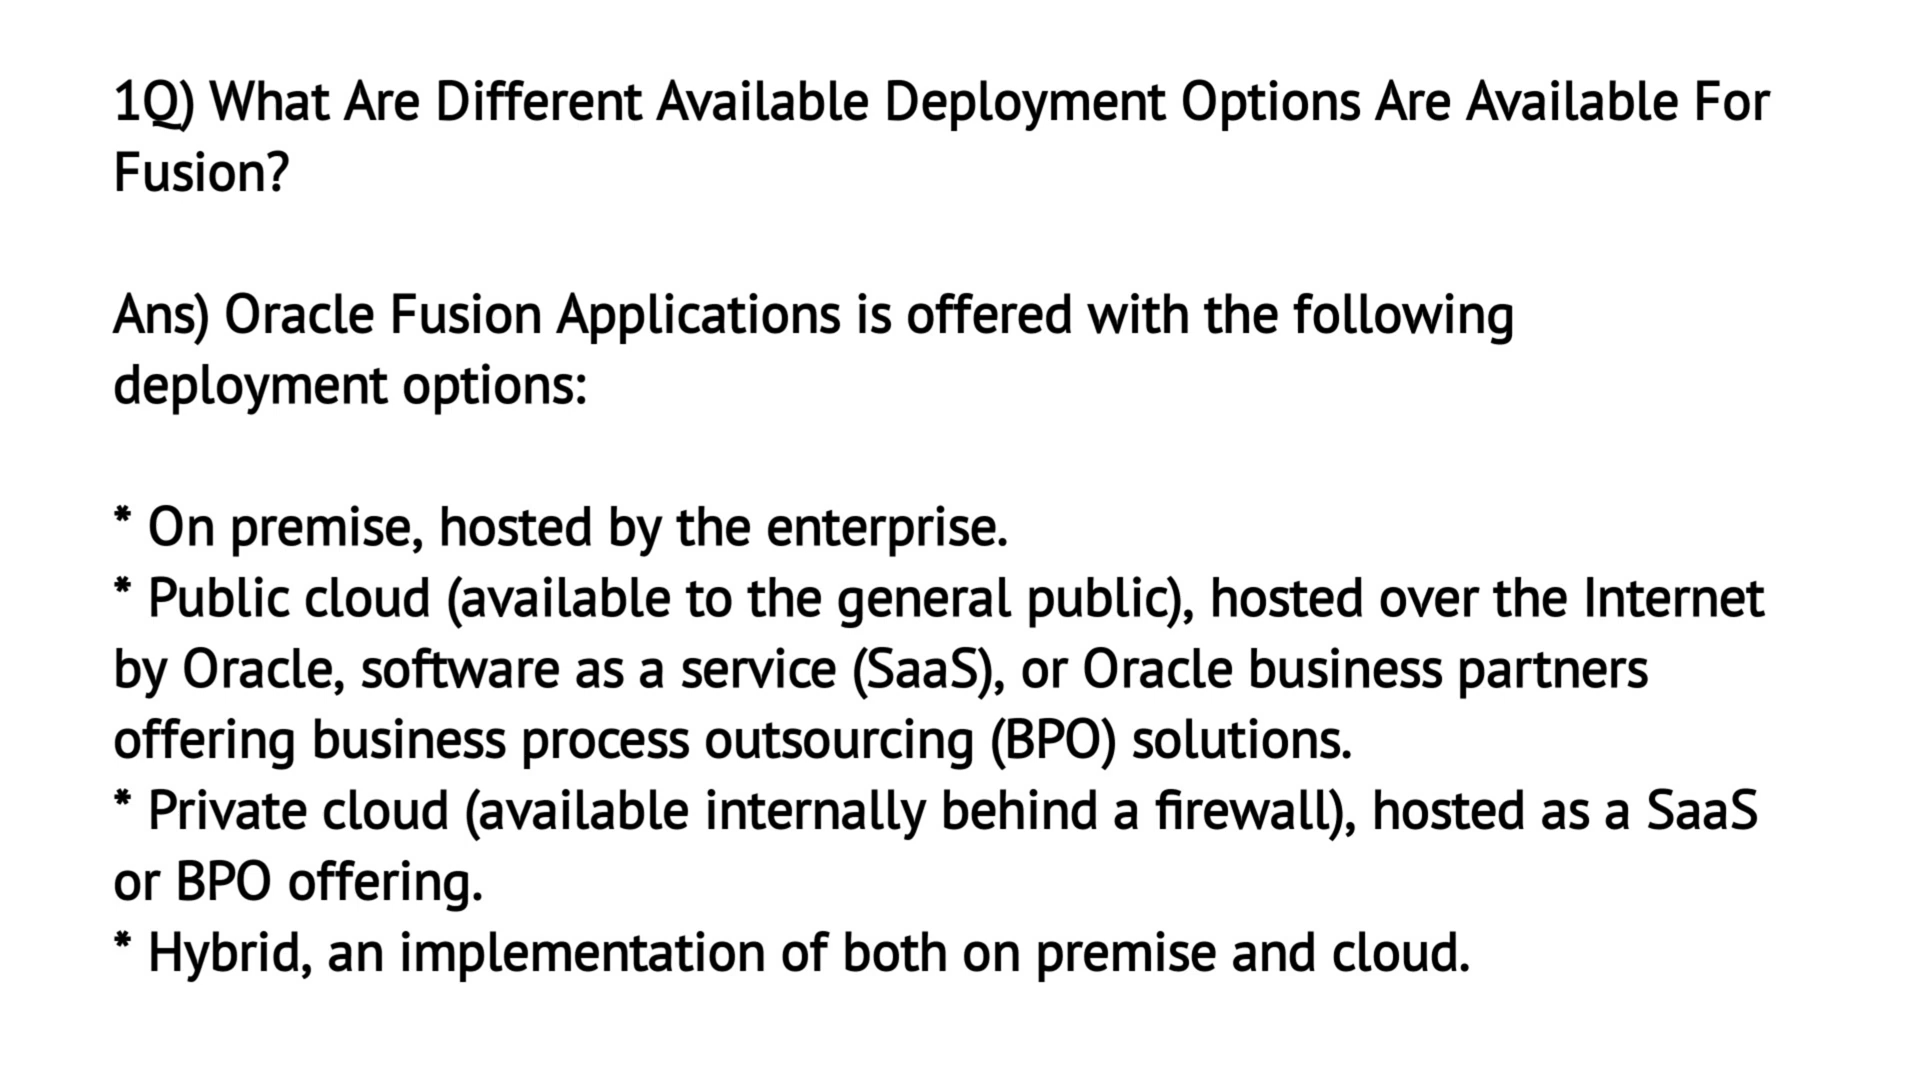 1Q) What Are Different Available Deployment Options Are Available For
Fusion?
Ans) Oracle Fusion Applications is offered with the following
deployment options:
* On premise, hosted by the enterprise.
* Public cloud (available to the general public), hosted over the Internet
by Oracle, software as a service (SaaS), or Oracle business partners
offering business process outsourcing (BPO) solutions.
* Private cloud (available internally behind a firewall), hosted as a SaaS
or BPO offering.
* Hybrid, an implementation of both on premise and cloud.